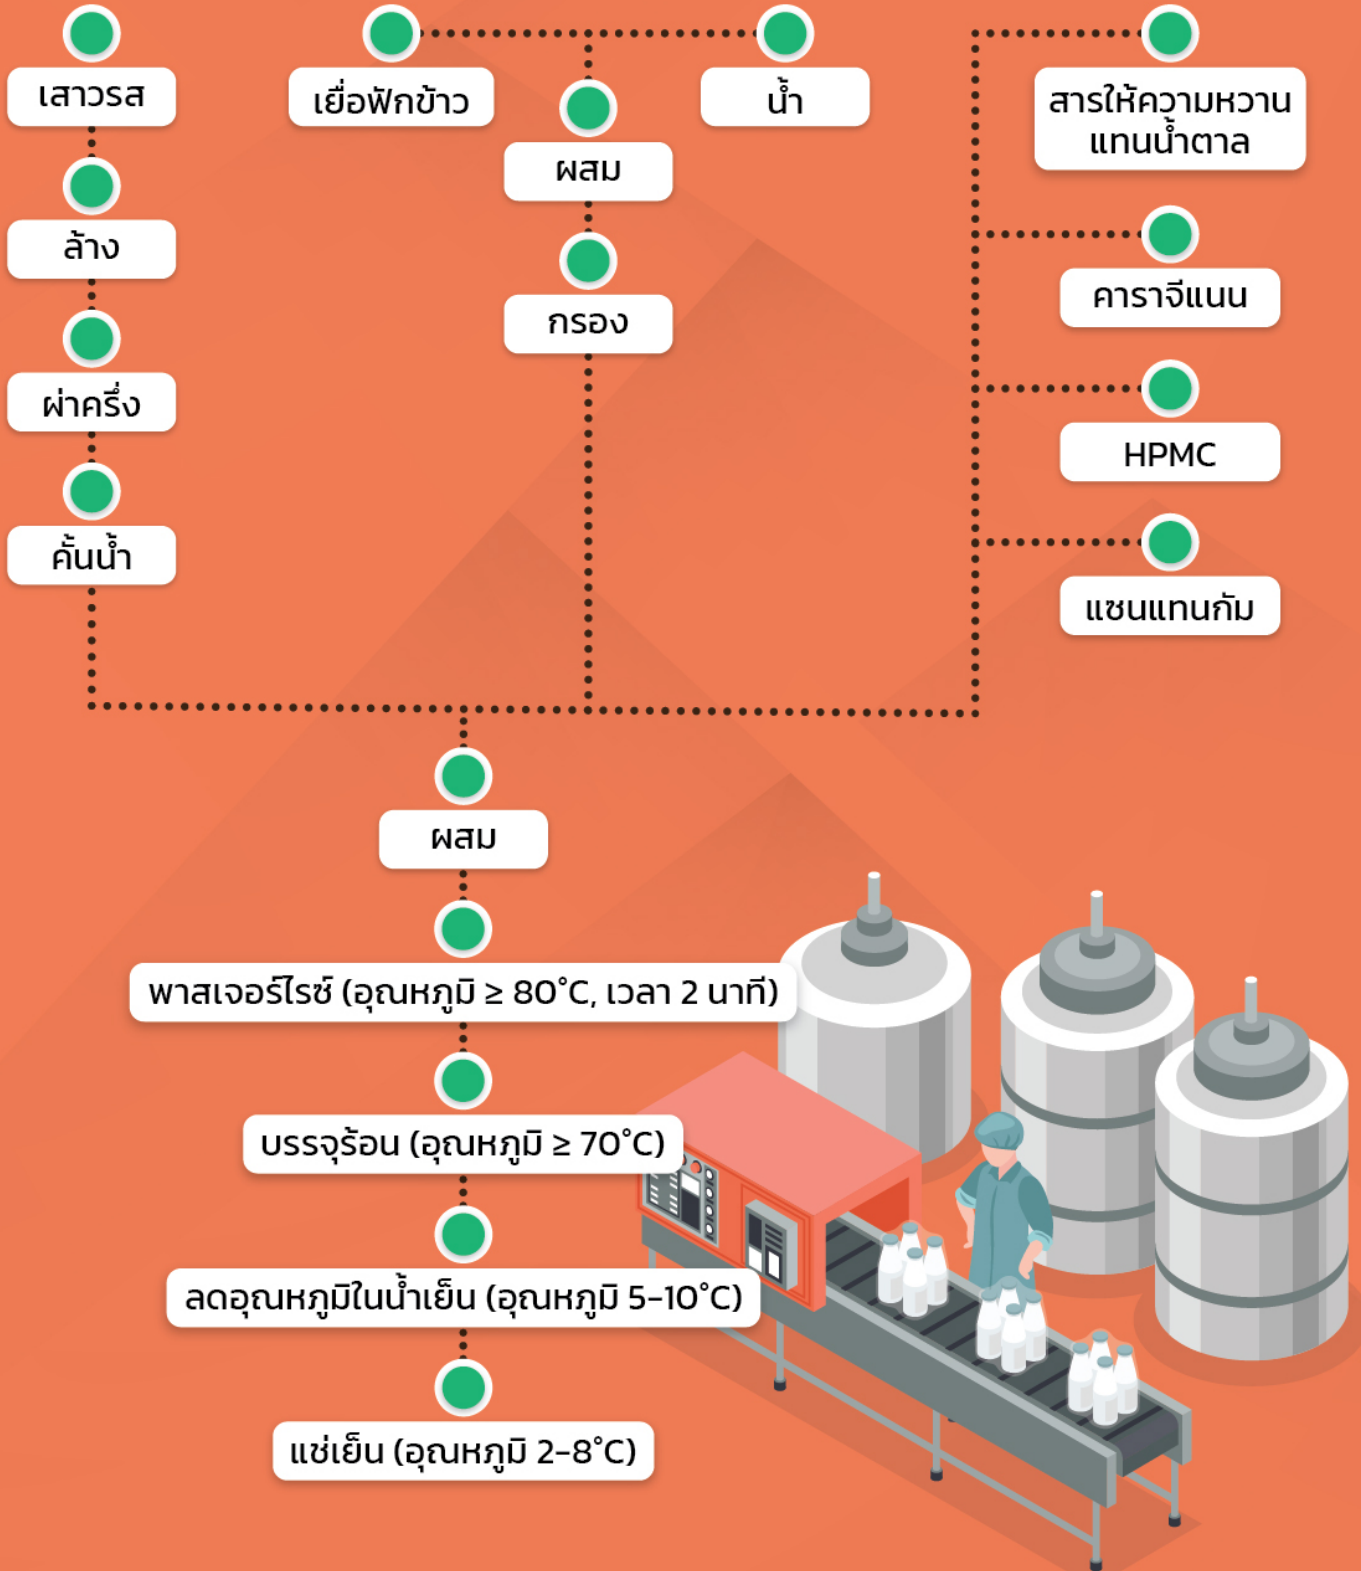 เสาวรส
ล้าง
ผ่าครึ่ง
คั้นน้ำ
เยื่อฟักข้าว
น้ำ
ผสม
กรอง
สารให้ความหวาน
แทนน้ำตาล
คาราจีแนน
HPMC
แซนแทนกัม
ผสม
พาสเจอร์ไรซ์ (อุณหภูมิ ≥ 80°C, เวลา 2 นาที)
บรรจุร้อน (อุณหภูมิ ≥ 70°C)
ลดอุณหภูมิในน้ำเย็น (อุณหภูมิ 5-10°C)
แช่เย็น (อุณหภูมิ 2-8°C)